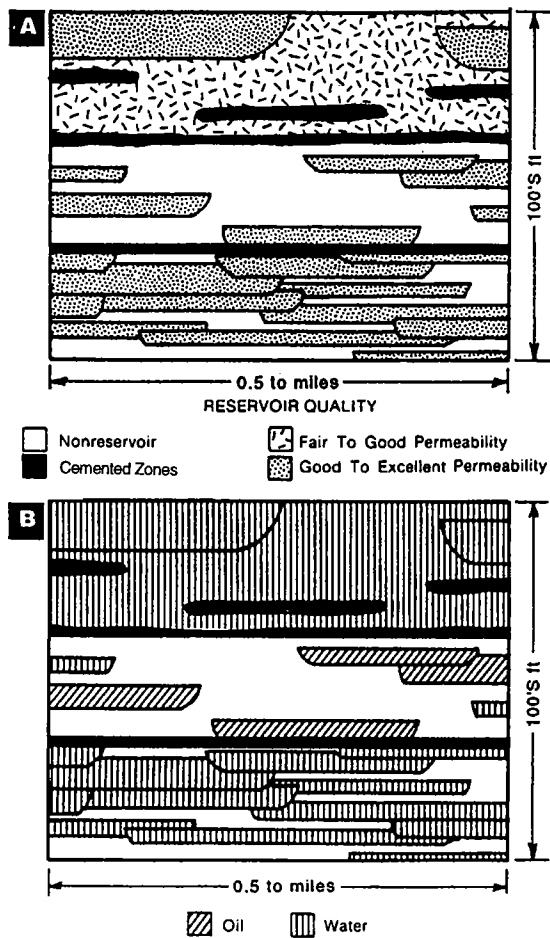 A
100'S ft
0.5 to miles
RESERVOIR QUALITY
Nonreservoir
Fair To Good Permeability
Cemented Zones
Good To Excellent Permeability
B
100'S ft
0.5 to miles
Oil
Water